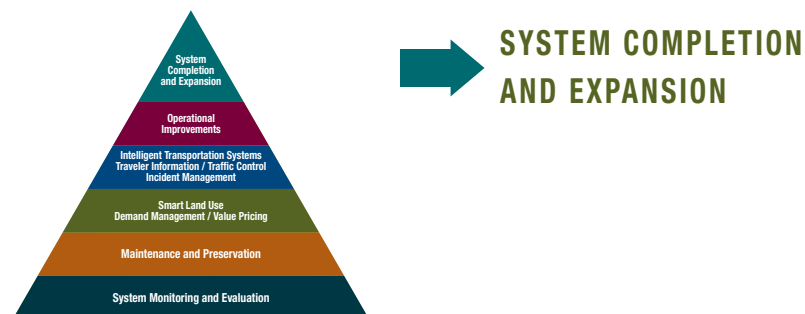 System
Completion
and Expansion
Operational
Improvements
Intelligent Transportation Systems
Traveler Information / Traffic Control
Incident Management
Smart Land Use
Demand Management / Value Pricing
Maintenance and Preservation
System Monitoring and Evaluation
SYSTEM COMPLETION
AND EXPANSION